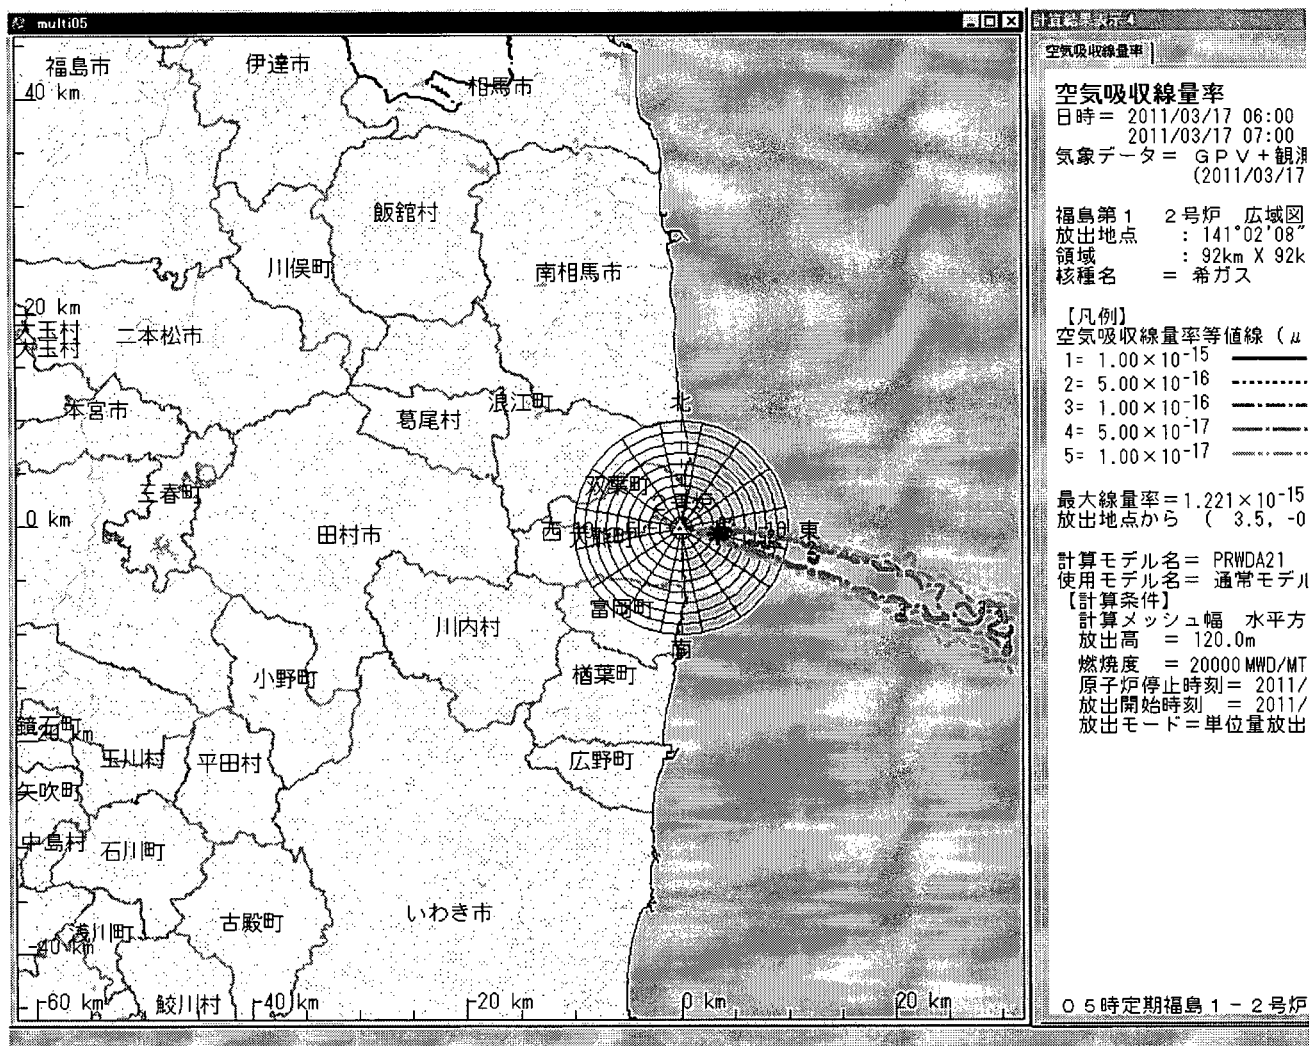 multi05
福島市
伊達市
相馬市
40 km
飯舘村
川俣町
南相馬市
20 km
大玉村
大玉村
二本松市
本宮市
葛尾村
浪江町
北
三春町
双葉町
0 km
田村市
西 10
10 東
富岡町
川内村
南
小野町
楢葉町
鏡石町
-20 km
玉川村
平田村
広野町
矢吹町
中島村
石川町
いわき市
古殿町
浅川町
-40 km
鮫川村
-60 km
-40 km
-20 km
0 km
20 km
計算結果表示4
空気吸収線量率
空気吸収線量率
日時= 2011/03/17 06:00
2011/03/17 07:00
気象データ= GPV+観測
(2011/03/17
福島第1 2号炉 広域図
放出地点 : 141°02'08"
領域 : 92km X 92k
核種名 = 希ガス
【凡例】
空気吸収線量率等値線 (μ
1= 1.00×10⁻¹⁵
2= 5.00×10⁻¹⁶
3= 1.00×10⁻¹⁶
4= 5.00×10⁻¹⁷
5= 1.00×10⁻¹⁷
最大線量率=1.221×10⁻¹⁵
放出地点から ( 3.5, -0
計算モデル名= PRWDA21
使用モデル名= 通常モデル
【計算条件】
計算メッシュ幅 水平方
放出高 = 120.0m
燃焼度 = 20000MWD/MT
原子炉停止時刻= 2011/
放出開始時刻 = 2011/
放出モード=単位量放出
05時定期福島1-2号炉